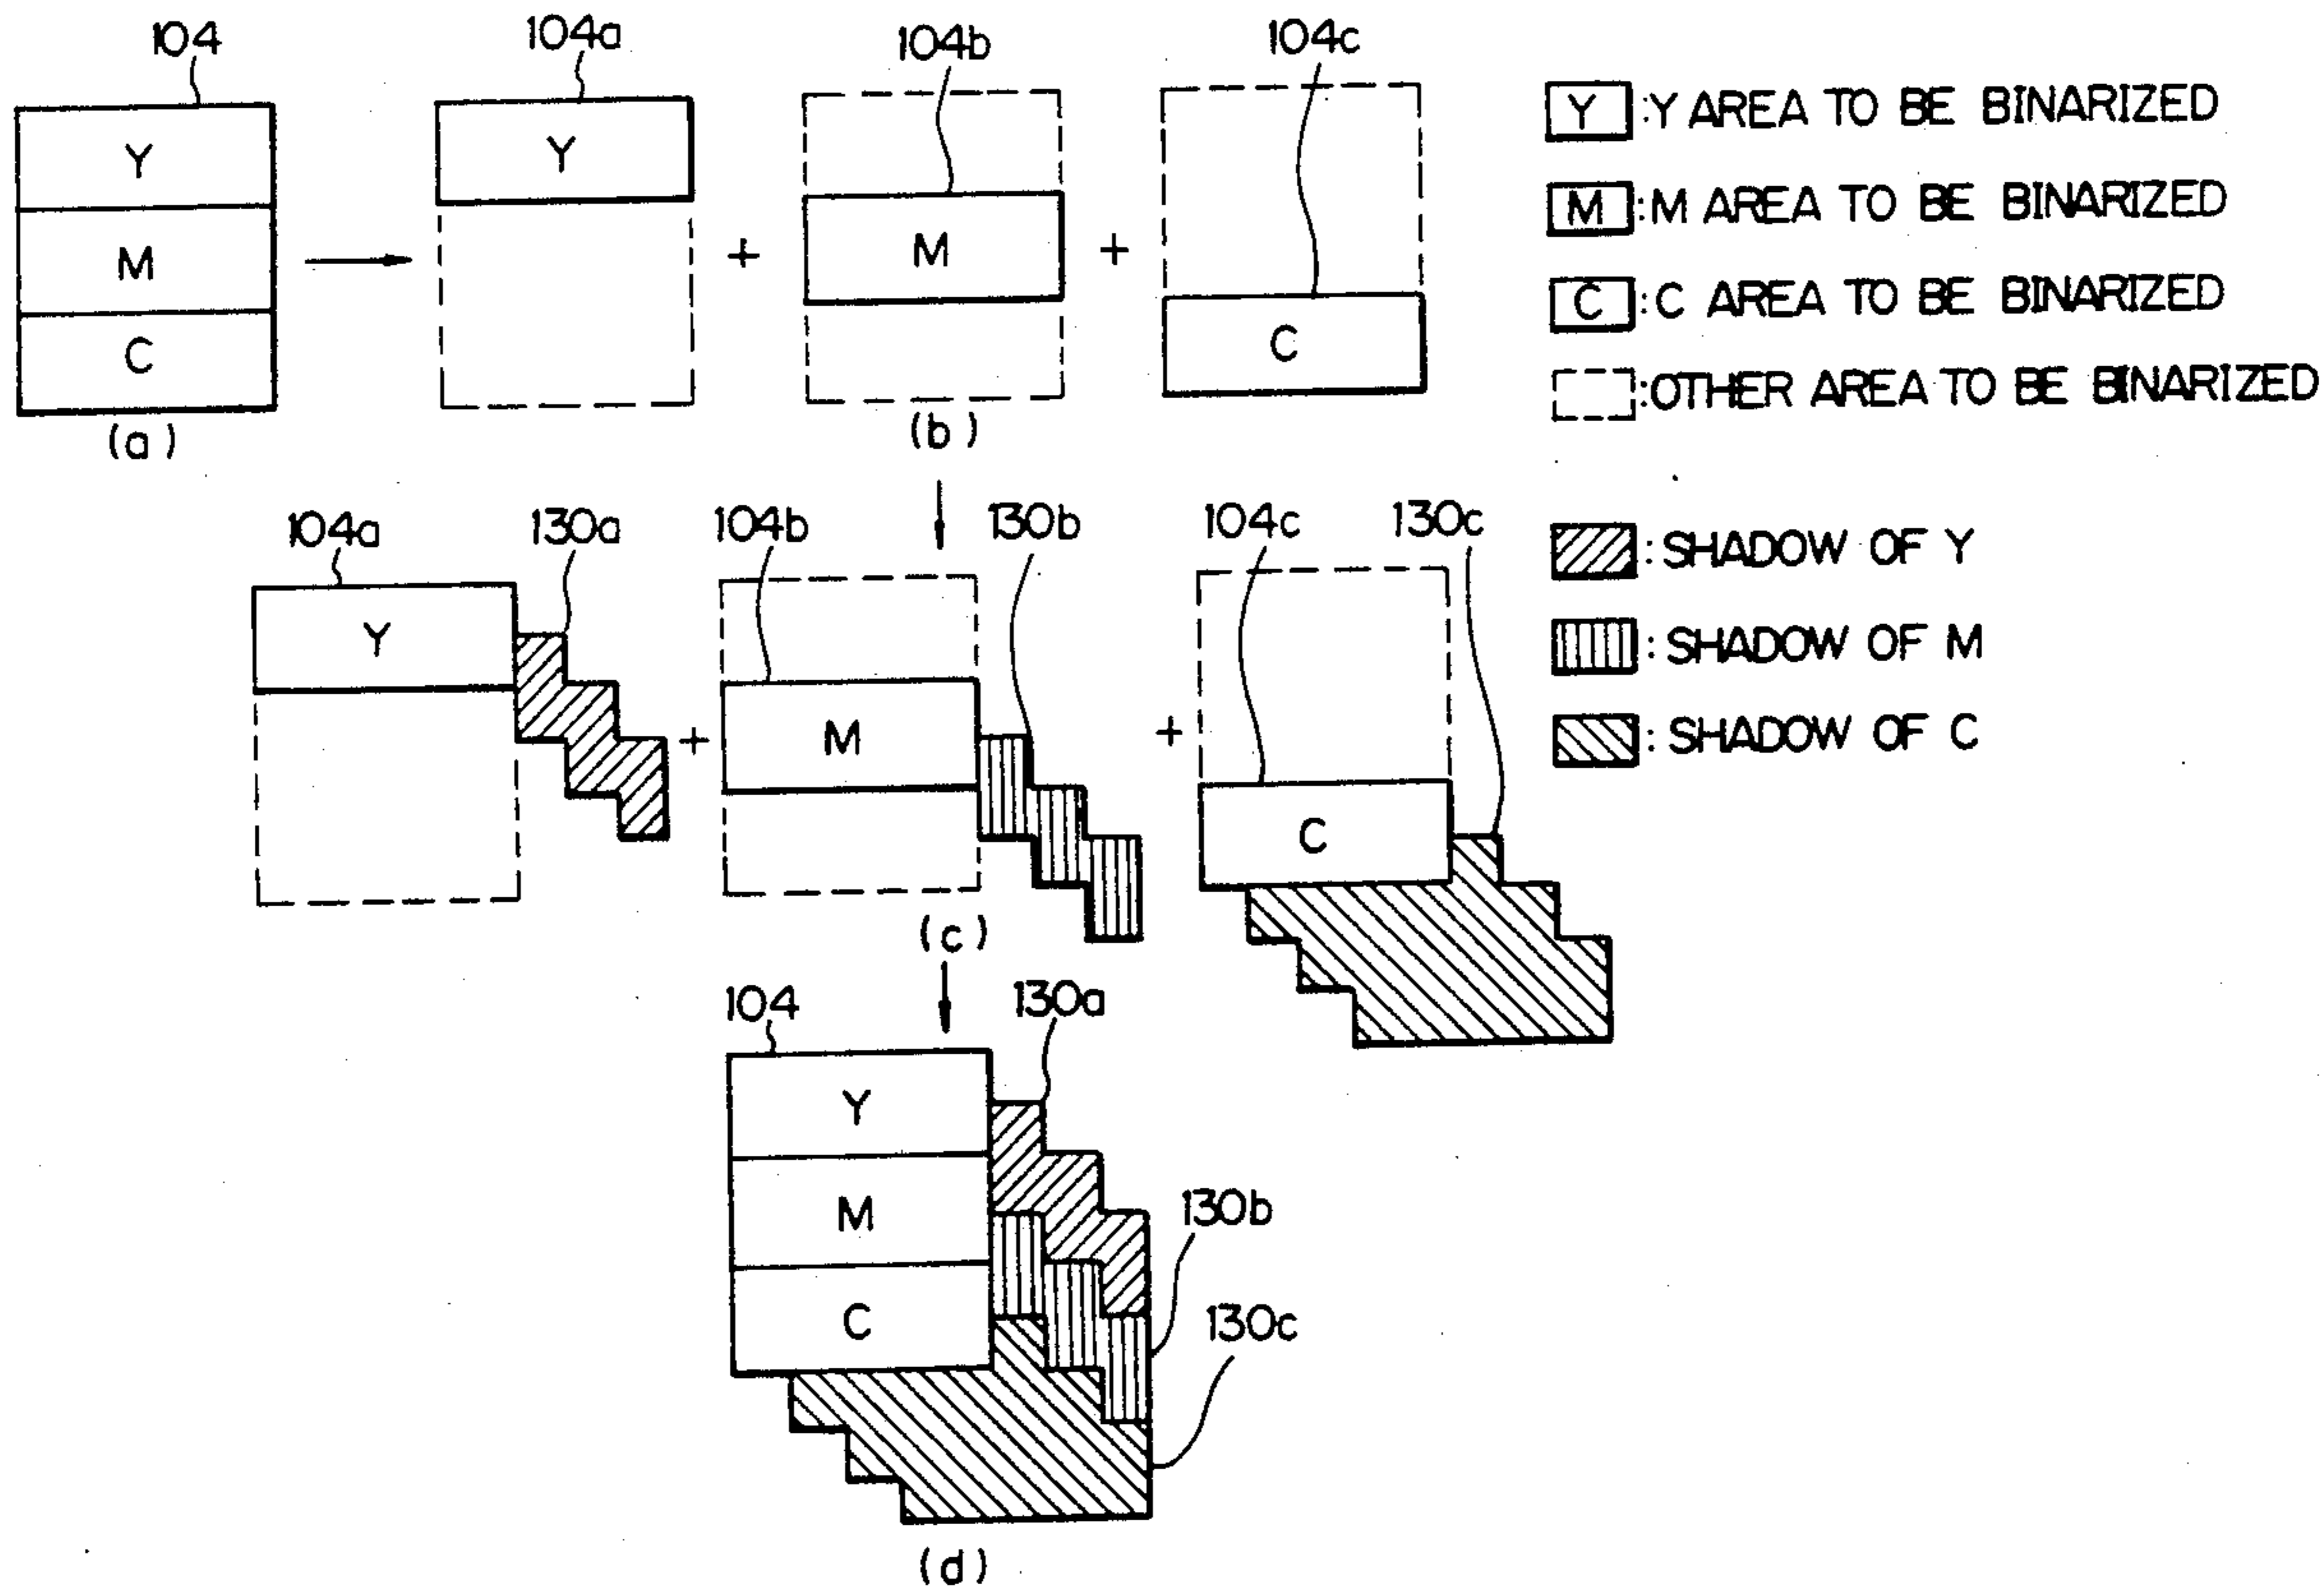 104
104a
104b
104c
Y
M
C
(a)
Y
+
M
(b)
+
C
Y :Y AREA TO BE BINARIZED
M :M AREA TO BE BINARIZED
C :C AREA TO BE BINARIZED
:OTHER AREA TO BE BINARIZED
104a
130a
104b
130b
104c
130c
Y
+
M
+
C
(c)
: SHADOW OF Y
: SHADOW OF M
: SHADOW OF C
104
130a
Y
M
C
130b
130c
(d)